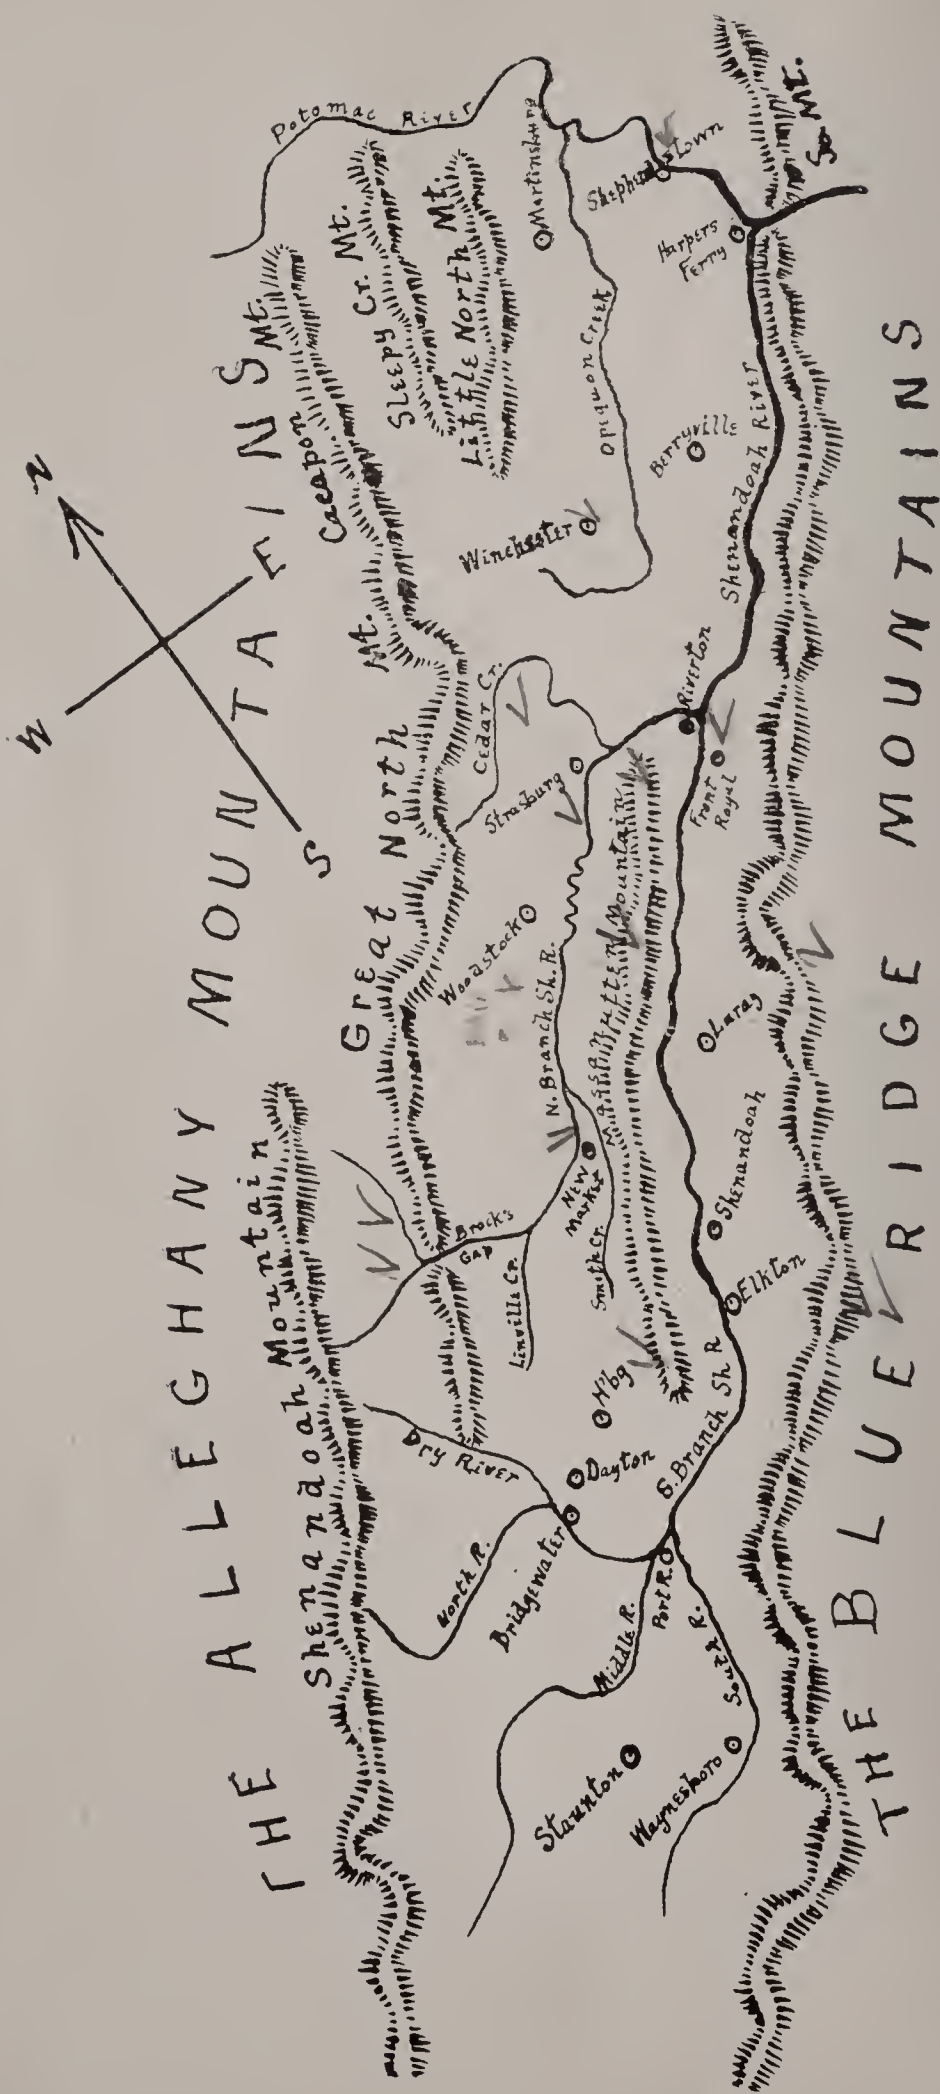 THE ALLEGHANY MOUNTAINS
Shenandoah Mountain
Great North Mt.
Cacapon Mt.
SLEEPY Cr. Mt.
Little North Mt.
Potomac River
N
E
S
W
Martinsburg
Shepherdstown
Harpers
Ferry
So. Mt.
Opequon Creek
Berryville
Winchester
Shenandoah River
Cedar Cr.
Strasburg
Riverton
Front
Royal
Woodstock
N. Branch Sh. R.
Massanutten Mountain
Luray
Shenandoah
Elkton
New
Market
Smith Cr.
Brock's
Gap
Linville Cr.
H'bg
Dayton
Dry River
North R.
Bridgewater
S. Branch Sh R
Port R.
Middle R.
South R.
Staunton
Waynesboro
THE BLUE RIDGE MOUNTAINS